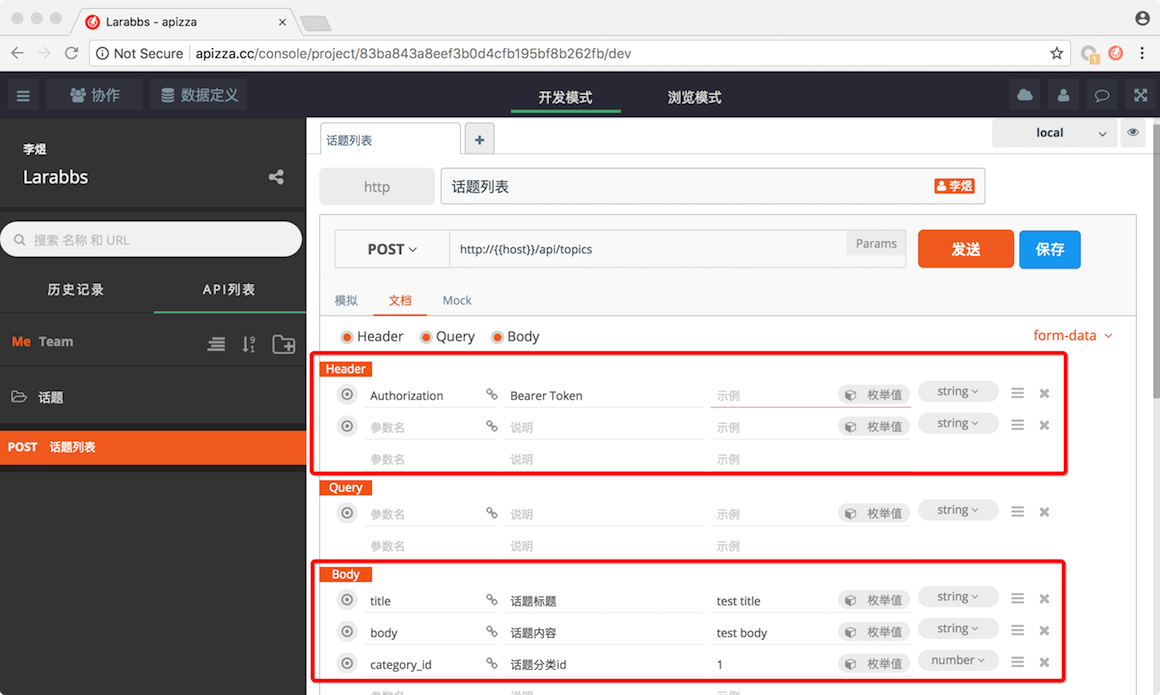 Larabbs - apizza
Not Secure apizza.cc/console/project/83ba843a8eef3b0d4cfb195bf8b262fb/dev
1
协作 数据定义 开发模式 浏览模式
李煜
Larabbs
搜索 名称 和 URL
历史记录 API列表
Me Team
话题
POST 话题列表
话题列表
local
http 话题列表 李煜
POST http://{{host}}/api/topics Params 发送 保存
模拟 文档 Mock
Header Query Body form-data
Header
Authorization Bearer Token 示例 枚举值 string
参数名 说明 示例 枚举值 string
参数名 说明 示例
Query
参数名 说明 示例 枚举值 string
参数名 说明 示例
Body
title 话题标题 test title 枚举值 string
body 话题内容 test body 枚举值 string
category_id 话题分类id 1 枚举值 number